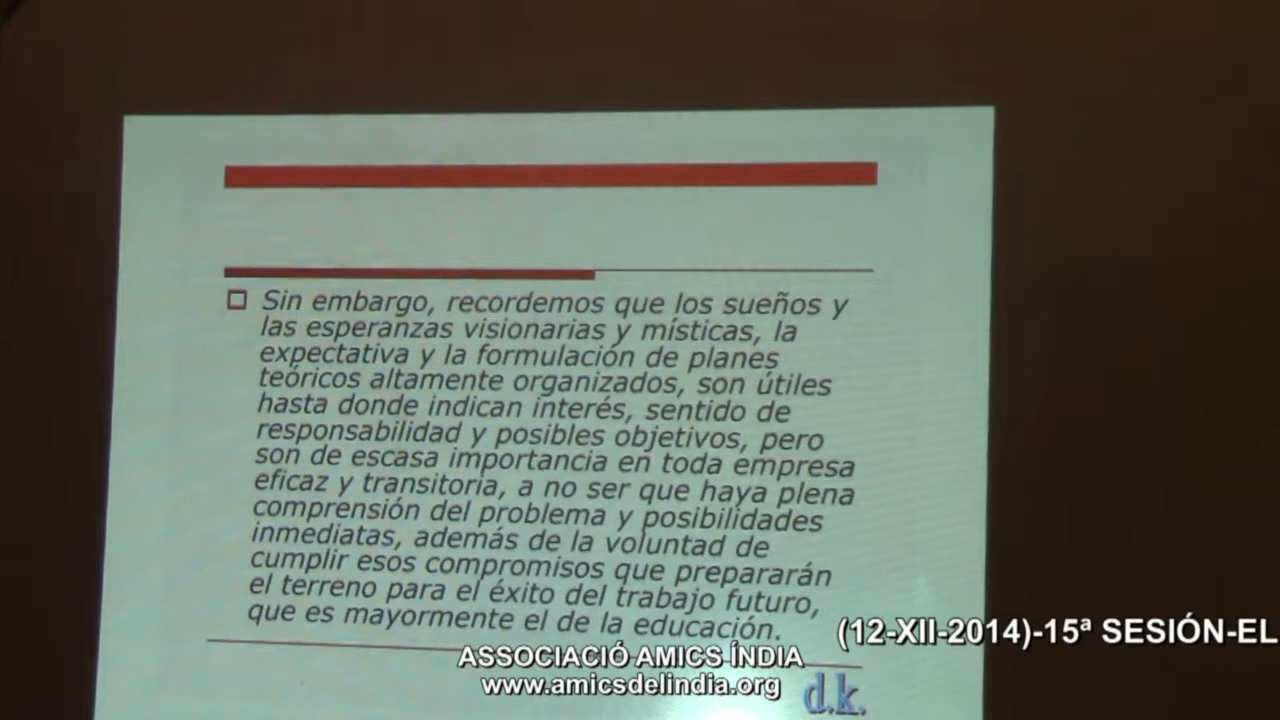 Sin embargo, recordemos que los sueños y
las esperanzas visionarias y místicas, la
expectativa y la formulación de planes
teóricos altamente organizados, son útiles
hasta donde indican interés, sentido de
responsabilidad y posibles objetivos, pero
son de escasa importancia en toda empresa
eficaz y transitoria, a no ser que haya plena
comprensión del problema y posibilidades
inmediatas, además de la voluntad de
cumplir esos compromisos que prepararán
el terreno para el éxito del trabajo futuro,
que es mayormente el de la educación.
(12-XII-2014)-15ª SESIÓN-EL
ASSOCIACIÓ AMICS ÍNDIA
www.amicsdelindia.org
d.k.